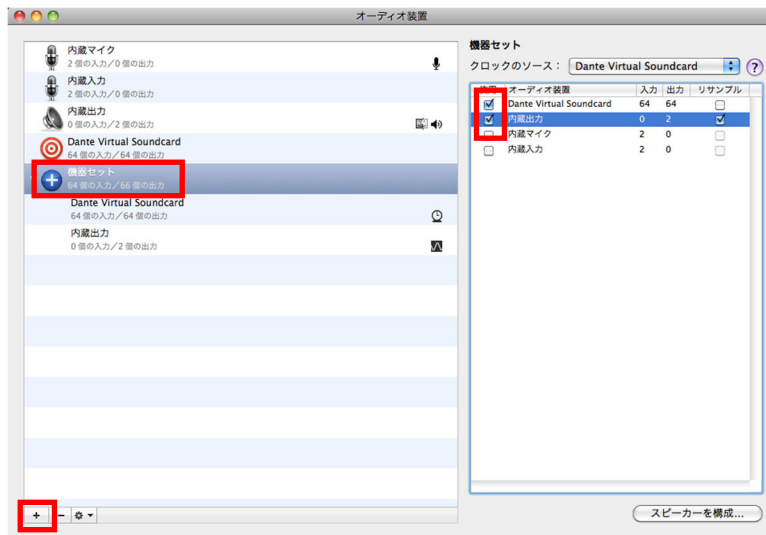 オーディオ装置
内蔵マイク
2 個の入力／0 個の出力
内蔵入力
2 個の入力／0 個の出力
内蔵出力
0 個の入力／2 個の出力
Dante Virtual Soundcard
64 個の入力／64 個の出力
機器セット
64 個の入力／66 個の出力
Dante Virtual Soundcard
64 個の入力／64 個の出力
内蔵出力
0 個の入力／2 個の出力
+ −
機器セット
クロックのソース： Dante Virtual Soundcard ?
オーディオ装置 入力 出力 リサンプル
Dante Virtual Soundcard 64 64
内蔵出力 0 2
内蔵マイク 2 0
内蔵入力 2 0
スピーカーを構成...